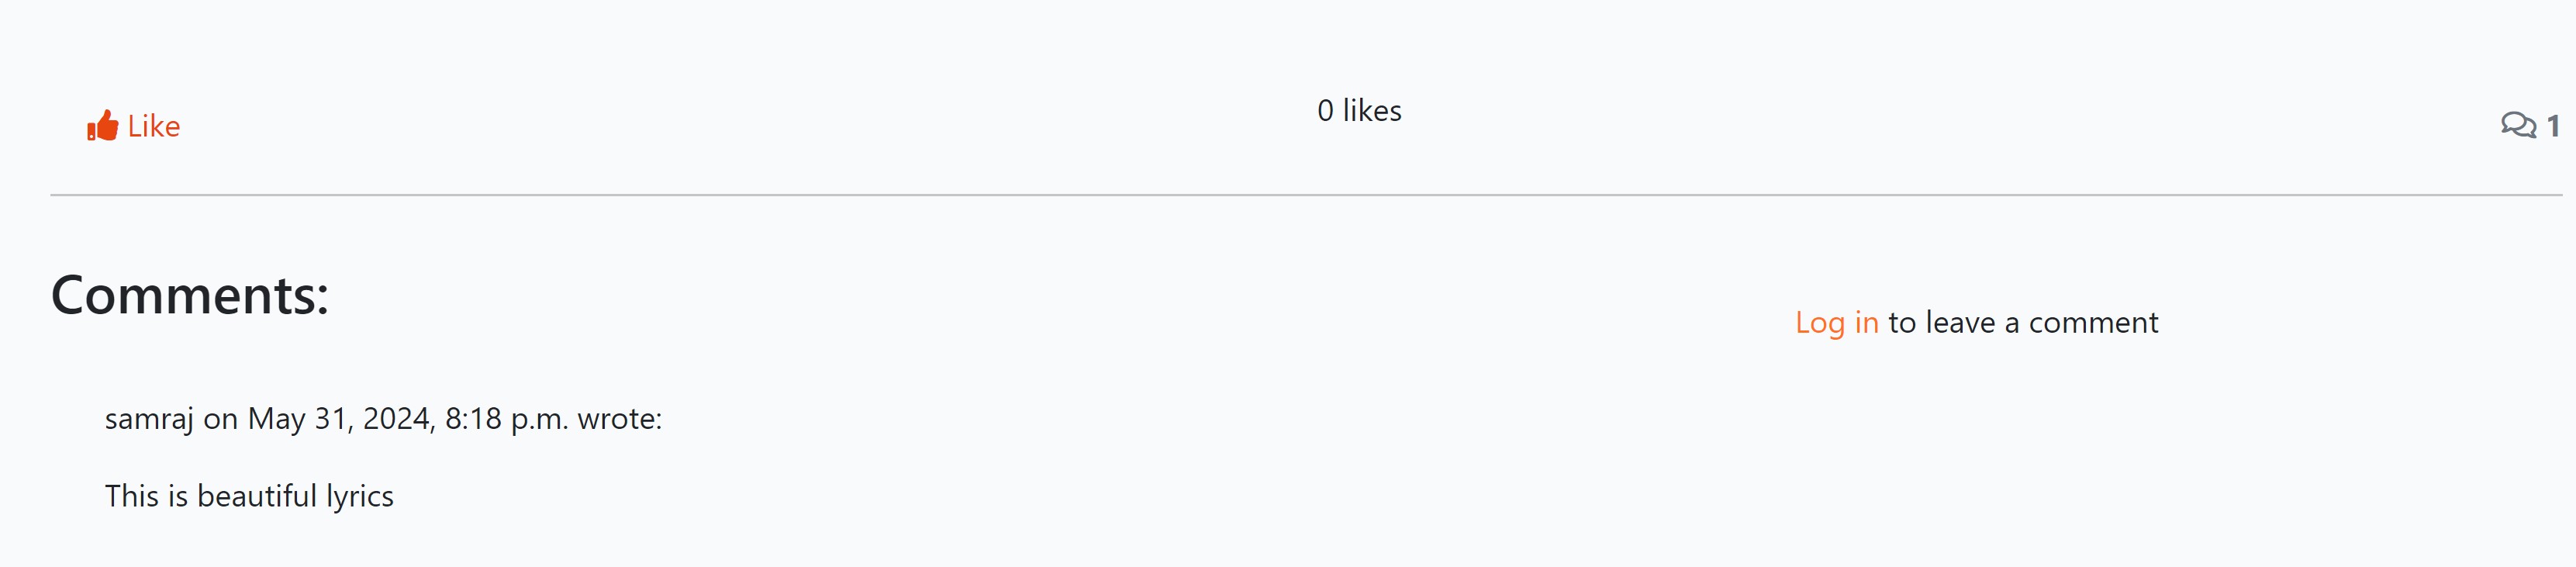 Like
0 likes
1
Comments:
Log in to leave a comment
samraj on May 31, 2024, 8:18 p.m. wrote:
This is beautiful lyrics